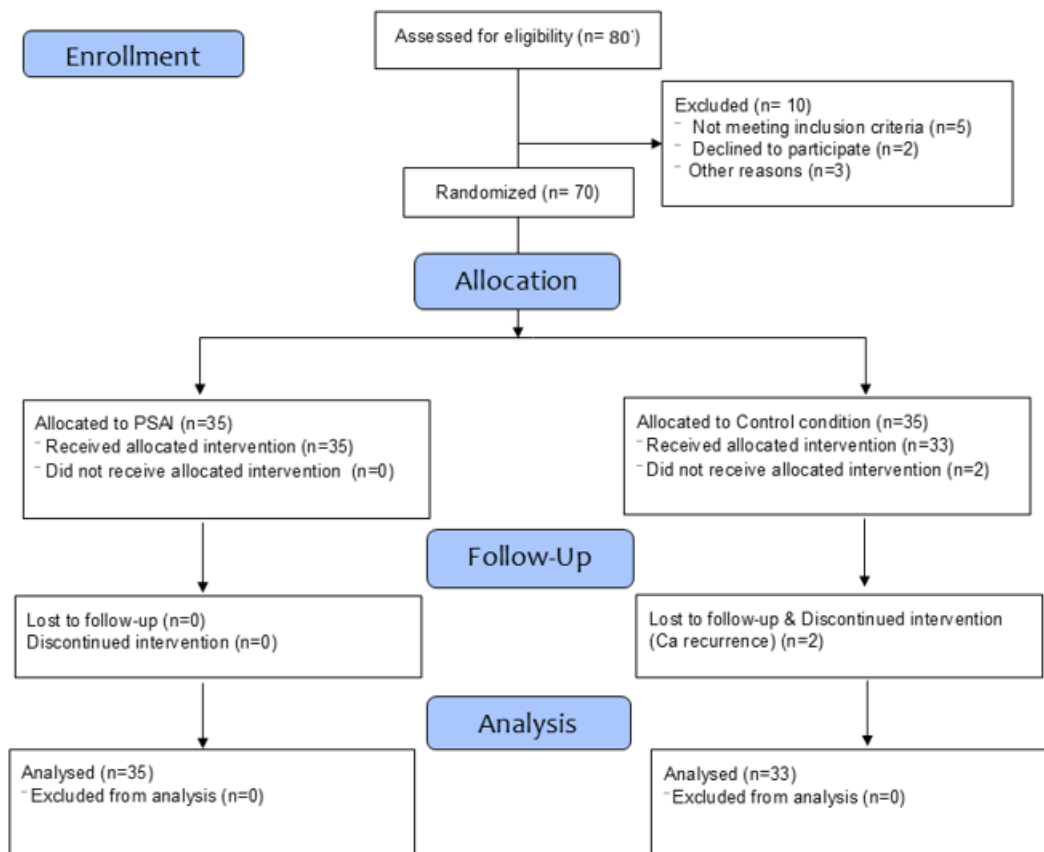 Enrollment
Assessed for eligibility (n= 80')
Excluded (n= 10)
¨ Not meeting inclusion criteria (n=5)
¨ Declined to participate (n=2)
¨ Other reasons (n=3)
Randomized (n= 70)
Allocation
Allocated to PSAI (n=35)
¨ Received allocated intervention (n=35)
¨ Did not receive allocated intervention (n=0)
Allocated to Control condition (n=35)
¨ Received allocated intervention (n=33)
¨ Did not receive allocated intervention (n=2)
Follow-Up
Lost to follow-up (n=0)
Discontinued intervention (n=0)
Lost to follow-up & Discontinued intervention
(Ca recurrence) (n=2)
Analysis
Analysed (n=35)
¨ Excluded from analysis (n=0)
Analysed (n=33)
¨ Excluded from analysis (n=0)